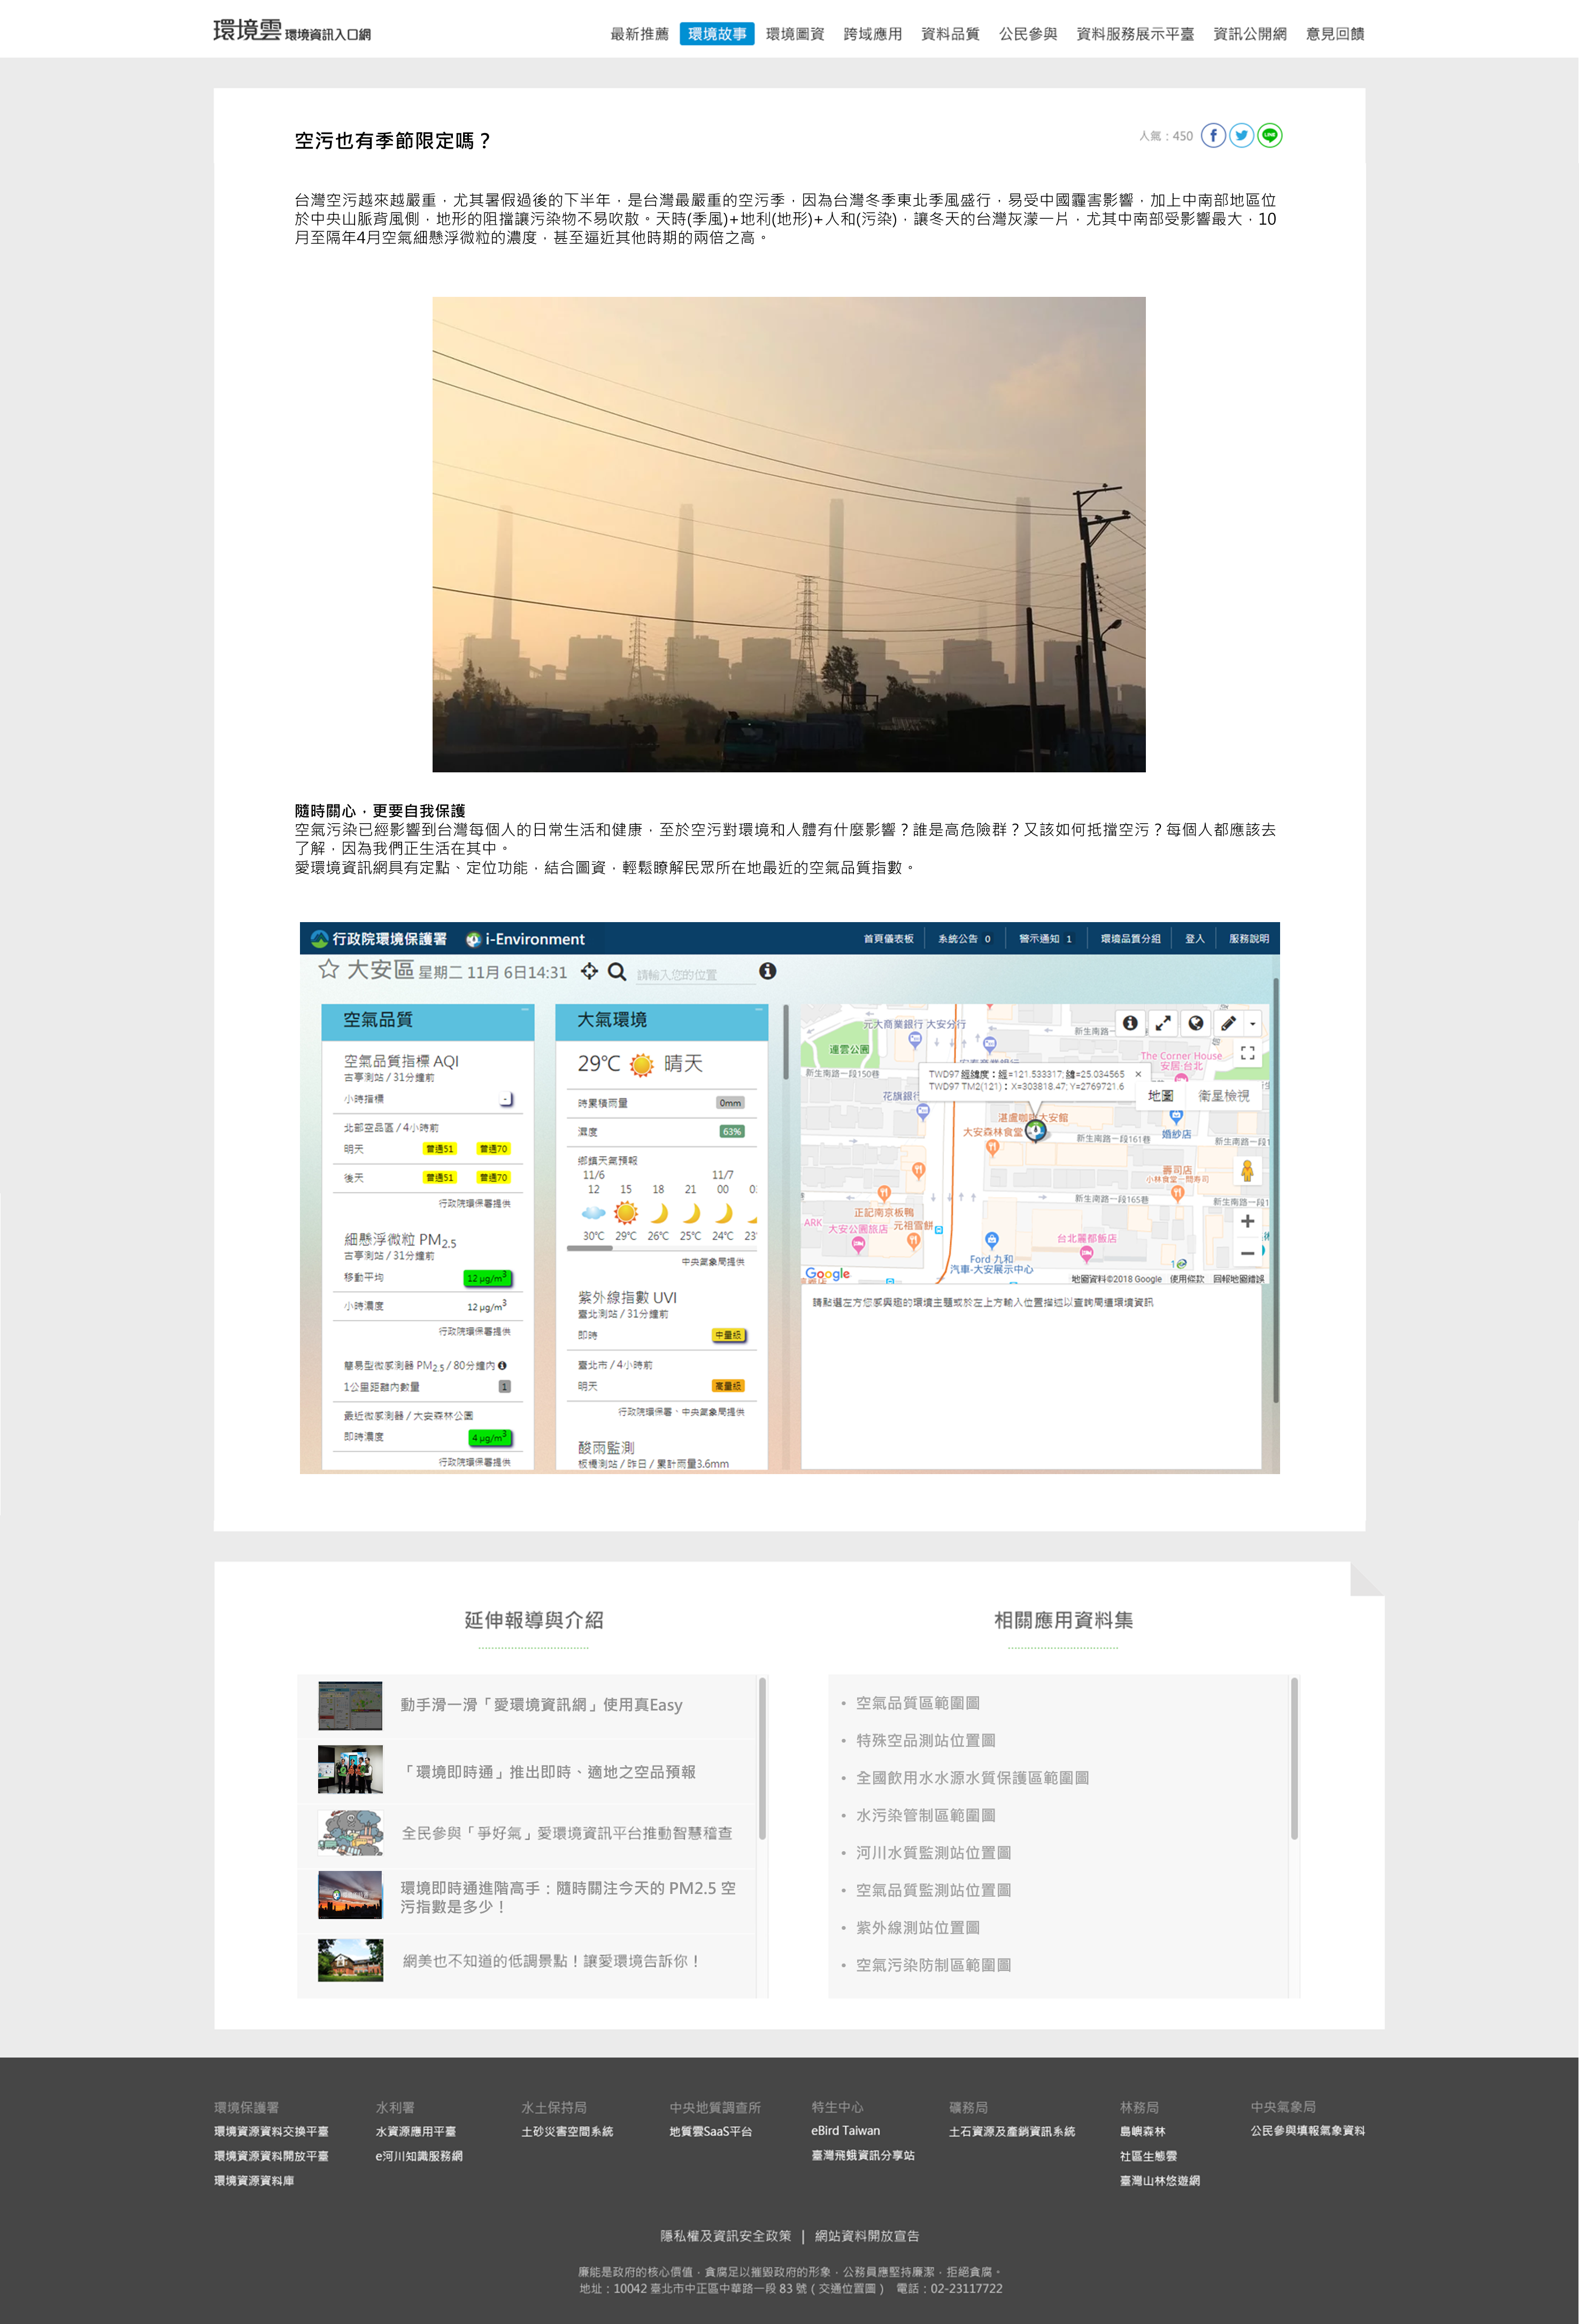 環境雲 環境資訊入口網
最新推薦 環境故事 環境圖資 跨域應用 資料品質 公民參與 資料服務展示平臺 資訊公開網 意見回饋
空污也有季節限定嗎？
人氣：450
台灣空污越來越嚴重，尤其暑假過後的下半年，是台灣最嚴重的空污季，因為台灣冬季東北季風盛行，易受中國霾害影響，加上中南部地區位
於中央山脈背風側，地形的阻擋讓污染物不易吹散。天時(季風)+地利(地形)+人和(污染)，讓冬天的台灣灰濛一片，尤其中南部受影響最大，10
月至隔年4月空氣細懸浮微粒的濃度，甚至逼近其他時期的兩倍之高。
隨時關心，更要自我保護
空氣污染已經影響到台灣每個人的日常生活和健康，至於空污對環境和人體有什麼影響？誰是高危險群？又該如何抵擋空污？每個人都應該去
了解，因為我們正生活在其中。
愛環境資訊網具有定點、定位功能，結合圖資，輕鬆瞭解民眾所在地最近的空氣品質指數。
行政院環境保護署 i-Environment
首頁儀表板 系統公告 0 警示通知 1 環境品質分組 登入 服務說明
大安區 星期二 11月 6日14:31 請輸入您的位置
空氣品質
空氣品質指標 AQI
古亭測站 / 31分鐘前
小時指標 -
北部空品區 / 4小時前
明天 普通51 普通70
後天 普通51 普通70
行政院環保署提供
細懸浮微粒 PM2.5
古亭測站 / 31分鐘前
移動平均 12 μg/m3
小時濃度 12 μg/m3
行政院環保署提供
簡易型微感測器 PM2.5 / 80分鐘內
1公里距離內數量 1
最近微感測器 / 大安森林公園
即時濃度 4 μg/m3
行政院環保署提供
大氣環境
29℃ 晴天
時累積雨量 0mm
濕度 63%
鄉鎮天氣預報
11/6 11/7
12 15 18 21 00
30℃ 29℃ 26℃ 25℃ 24℃ 23
中央氣象局提供
紫外線指數 UVI
臺北測站 / 31分鐘前
即時 中量級
臺北市 / 4小時前
明天 高量級
行政院環保署、中央氣象局提供
酸雨監測
板橋測站 / 昨日 / 累計雨量3.6mm
元大商業銀行 大安分行
新生南路一
連雲公園
The Corner House
安居·台北
新生南路一段150巷
TWD97 經緯度：經=121.533317; 緯=25.034565 ×
TWD97 TM2(121)：X=303818.47; Y=2769721.6
花旗銀行
地圖 衛星檢視
湛盧咖啡大安館
大安森林食堂
新生南路一段161巷
婚紗店
新生南路一段1
壽司店
小林食堂一問寿司
新生南路一段165巷
新生南路一段1
ARK
正記南京板鴨
大安公園旅店
元祖雪餅
台北麗都飯店
Ford 九和
汽車-大安展示中心
Google
地圖資料©2018 Google 使用條款 回報地圖錯誤
請點選左方您感興趣的環境主題或於左上方輸入位置描述以查詢周遭環境資訊
延伸報導與介紹
動手滑一滑「愛環境資訊網」使用真Easy
「環境即時通」推出即時、適地之空品預報
全民參與「爭好氣」愛環境資訊平台推動智慧稽查
環境即時通進階高手：隨時關注今天的 PM2.5 空
污指數是多少！
網美也不知道的低調景點！讓愛環境告訴你！
相關應用資料集
• 空氣品質區範圍圖
• 特殊空品測站位置圖
• 全國飲用水水源水質保護區範圍圖
• 水污染管制區範圍圖
• 河川水質監測站位置圖
• 空氣品質監測站位置圖
• 紫外線測站位置圖
• 空氣污染防制區範圍圖
環境保護署
環境資源資料交換平臺
環境資源資料開放平臺
環境資源資料庫
水利署
水資源應用平臺
e河川知識服務網
水土保持局
土砂災害空間系統
中央地質調查所
地質雲SaaS平台
特生中心
eBird Taiwan
臺灣飛蛾資訊分享站
礦務局
土石資源及產銷資訊系統
林務局
島嶼森林
社區生態雲
臺灣山林悠遊網
中央氣象局
公民參與填報氣象資料
隱私權及資訊安全政策 | 網站資料開放宣告
廉能是政府的核心價值，貪腐足以摧毀政府的形象，公務員應堅持廉潔，拒絕貪腐。
地址：10042 臺北市中正區中華路一段 83 號（交通位置圖） 電話：02-23117722